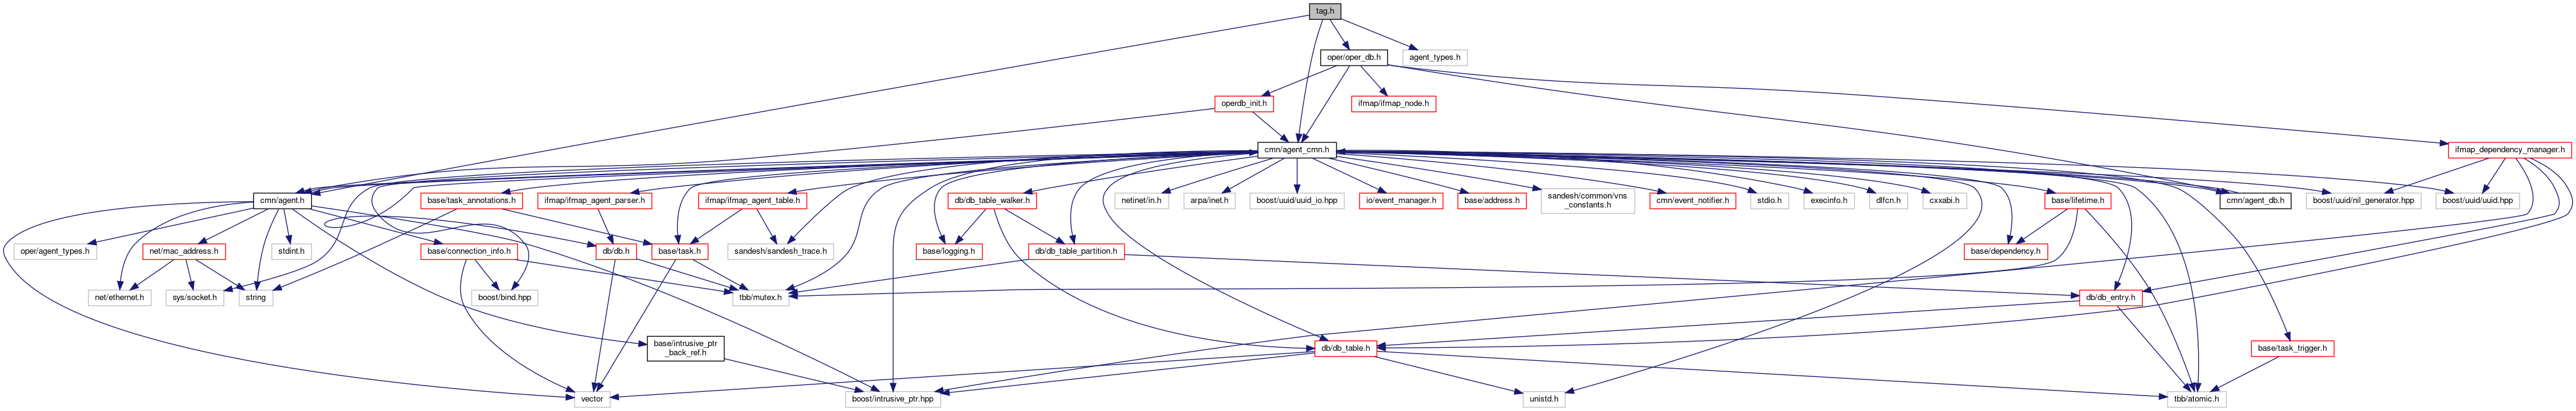 tag.h
oper/oper_db.h
agent_types.h
operdb_init.h
ifmap/ifmap_node.h
cmn/agent_cmn.h
ifmap_dependency_manager.h
cmn/agent.h
base/task_annotations.h
ifmap/ifmap_agent_parser.h
ifmap/ifmap_agent_table.h
db/db_table_walker.h
netinet/in.h
arpa/inet.h
boost/uuid/uuid_io.hpp
io/event_manager.h
base/address.h
sandesh/common/vns
_constants.h
cmn/event_notifier.h
stdio.h
execinfo.h
dlfcn.h
cxxabi.h
base/lifetime.h
cmn/agent_db.h
boost/uuid/nil_generator.hpp
boost/uuid/uuid.hpp
oper/agent_types.h
net/mac_address.h
stdint.h
base/connection_info.h
db/db.h
base/task.h
sandesh/sandesh_trace.h
base/logging.h
db/db_table_partition.h
base/dependency.h
net/ethernet.h
sys/socket.h
string
boost/bind.hpp
tbb/mutex.h
db/db_entry.h
base/intrusive_ptr
_back_ref.h
db/db_table.h
base/task_trigger.h
vector
boost/intrusive_ptr.hpp
unistd.h
tbb/atomic.h